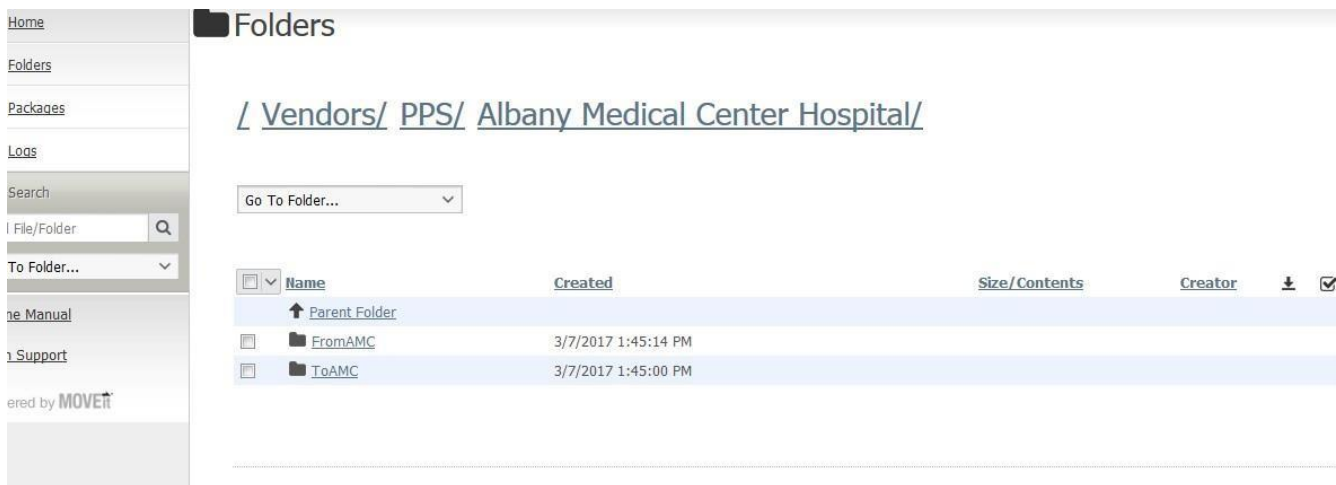 Home
Folders
Packages
Logs
Search
File/Folder
To Folder...
Manual
Support
ered by MOVEit
Folders
/ Vendors/ PPS/ Albany Medical Center Hospital/
Go To Folder...
Name Created Size/Contents Creator
Parent Folder
FromAMC 3/7/2017 1:45:14 PM
ToAMC 3/7/2017 1:45:00 PM